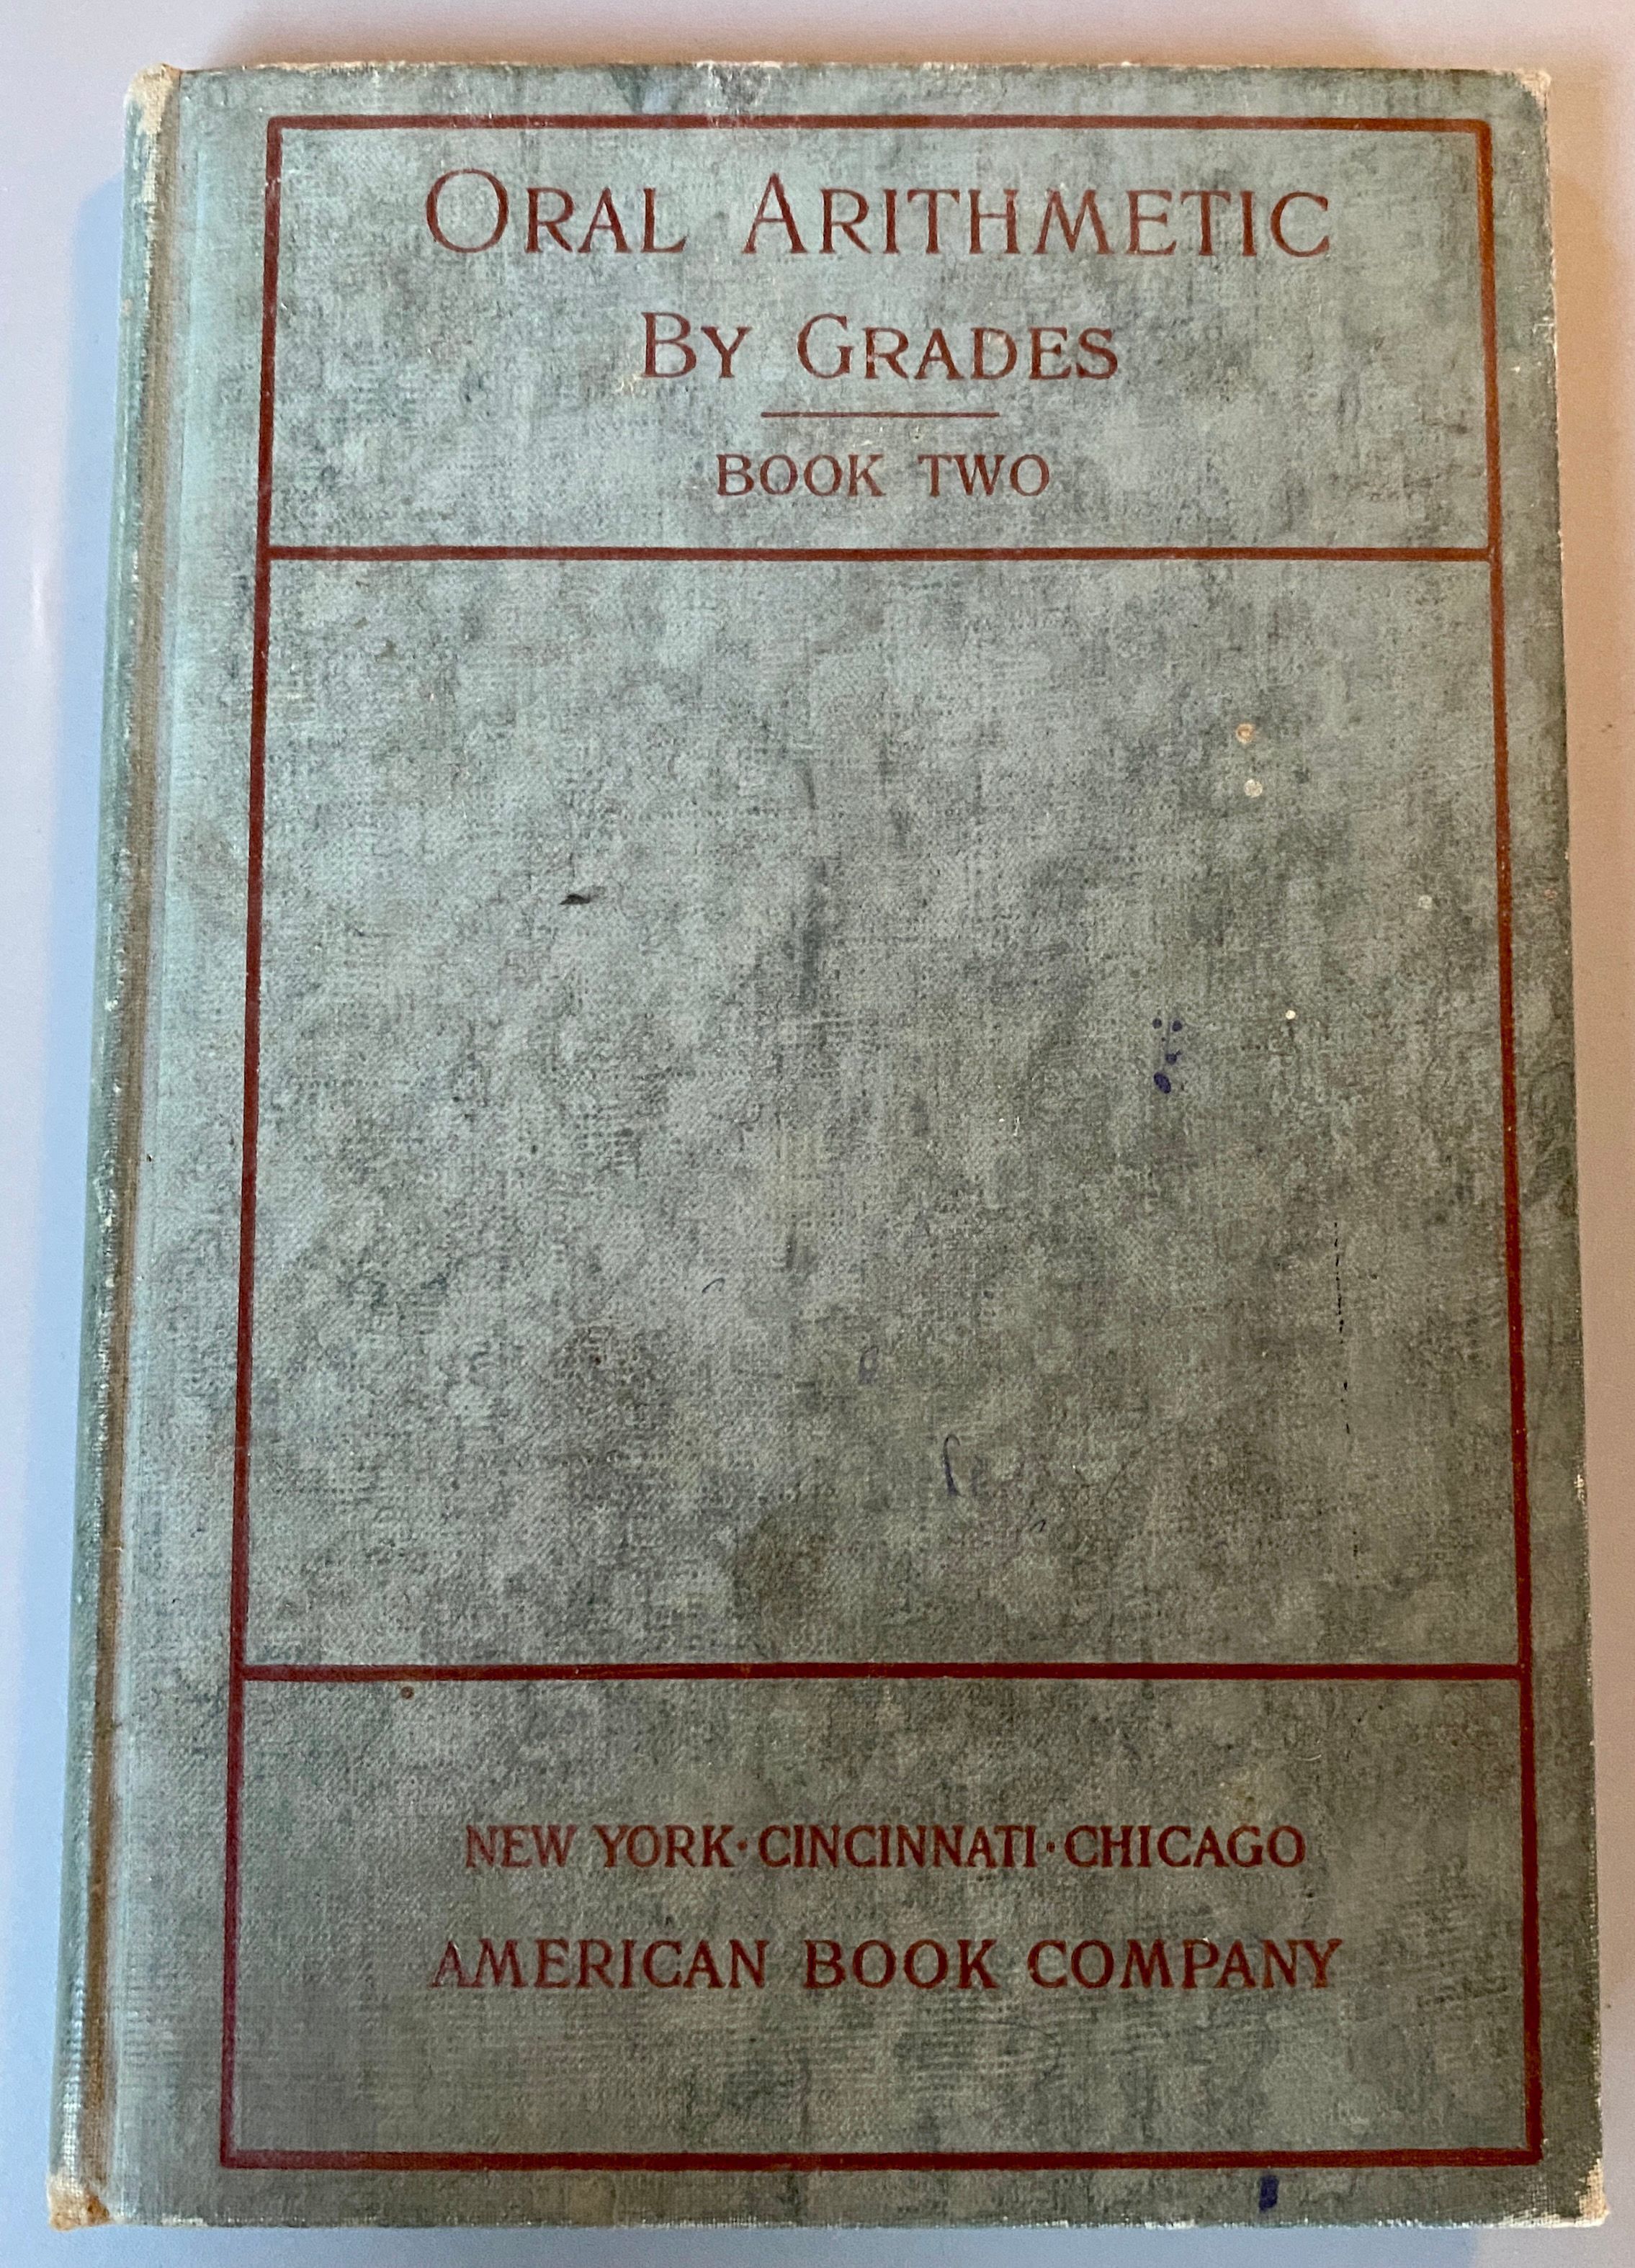 ORAL ARITHMETIC
BY GRADES
BOOK TWO
NEW YORK·CINCINNATI·CHICAGO
AMERICAN BOOK COMPANY